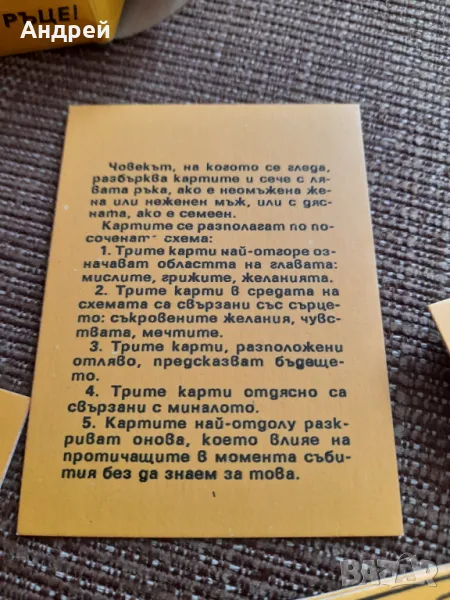 РЪЦЕ!
Андрей
Човекът, на когото се гледа,
разбърква картите и сече с ля-
вата ръка, ако е неомъжена же-
на или неженен мъж, или с дяс-
ната, ако е семеен.
Картите се разполагат по по-
сочената схема:
1. Трите карти най-отгоре оз-
начават областта на главата:
мислите, грижите, желанията.
2. Трите карти в средата на
схемата са свързани със сърце-
то: съкровените желания, чувс-
твата, мечтите.
3. Трите карти, разположени
отляво, предсказват бъдеще-
то.
4. Трите карти отдясно са
свързани с миналото.
5. Картите най-отдолу разк-
риват онова, което влияе на
протичащите в момента съби-
тия без да знаем за това.
BAZAR